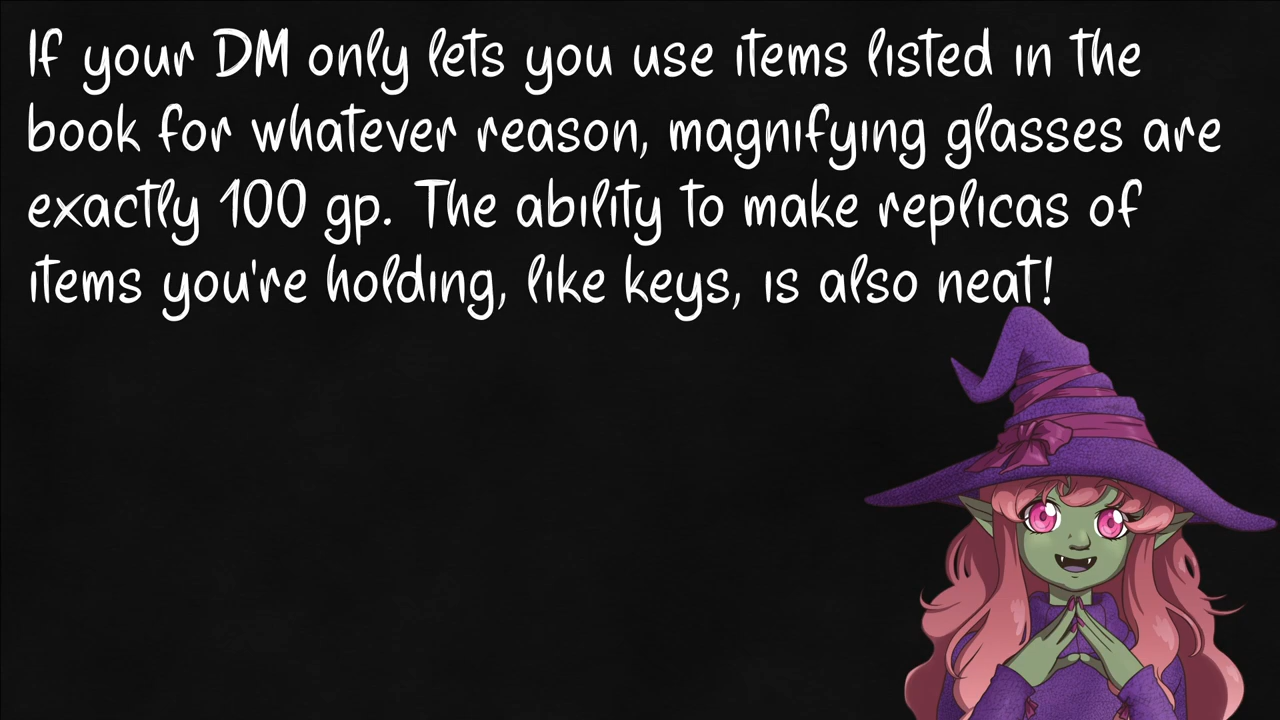 If your DM only lets you use items listed in the
book for whatever reason, magnifying glasses are
exactly 100 gp. The ability to make replicas of
items you're holding, like keys, is also neat!